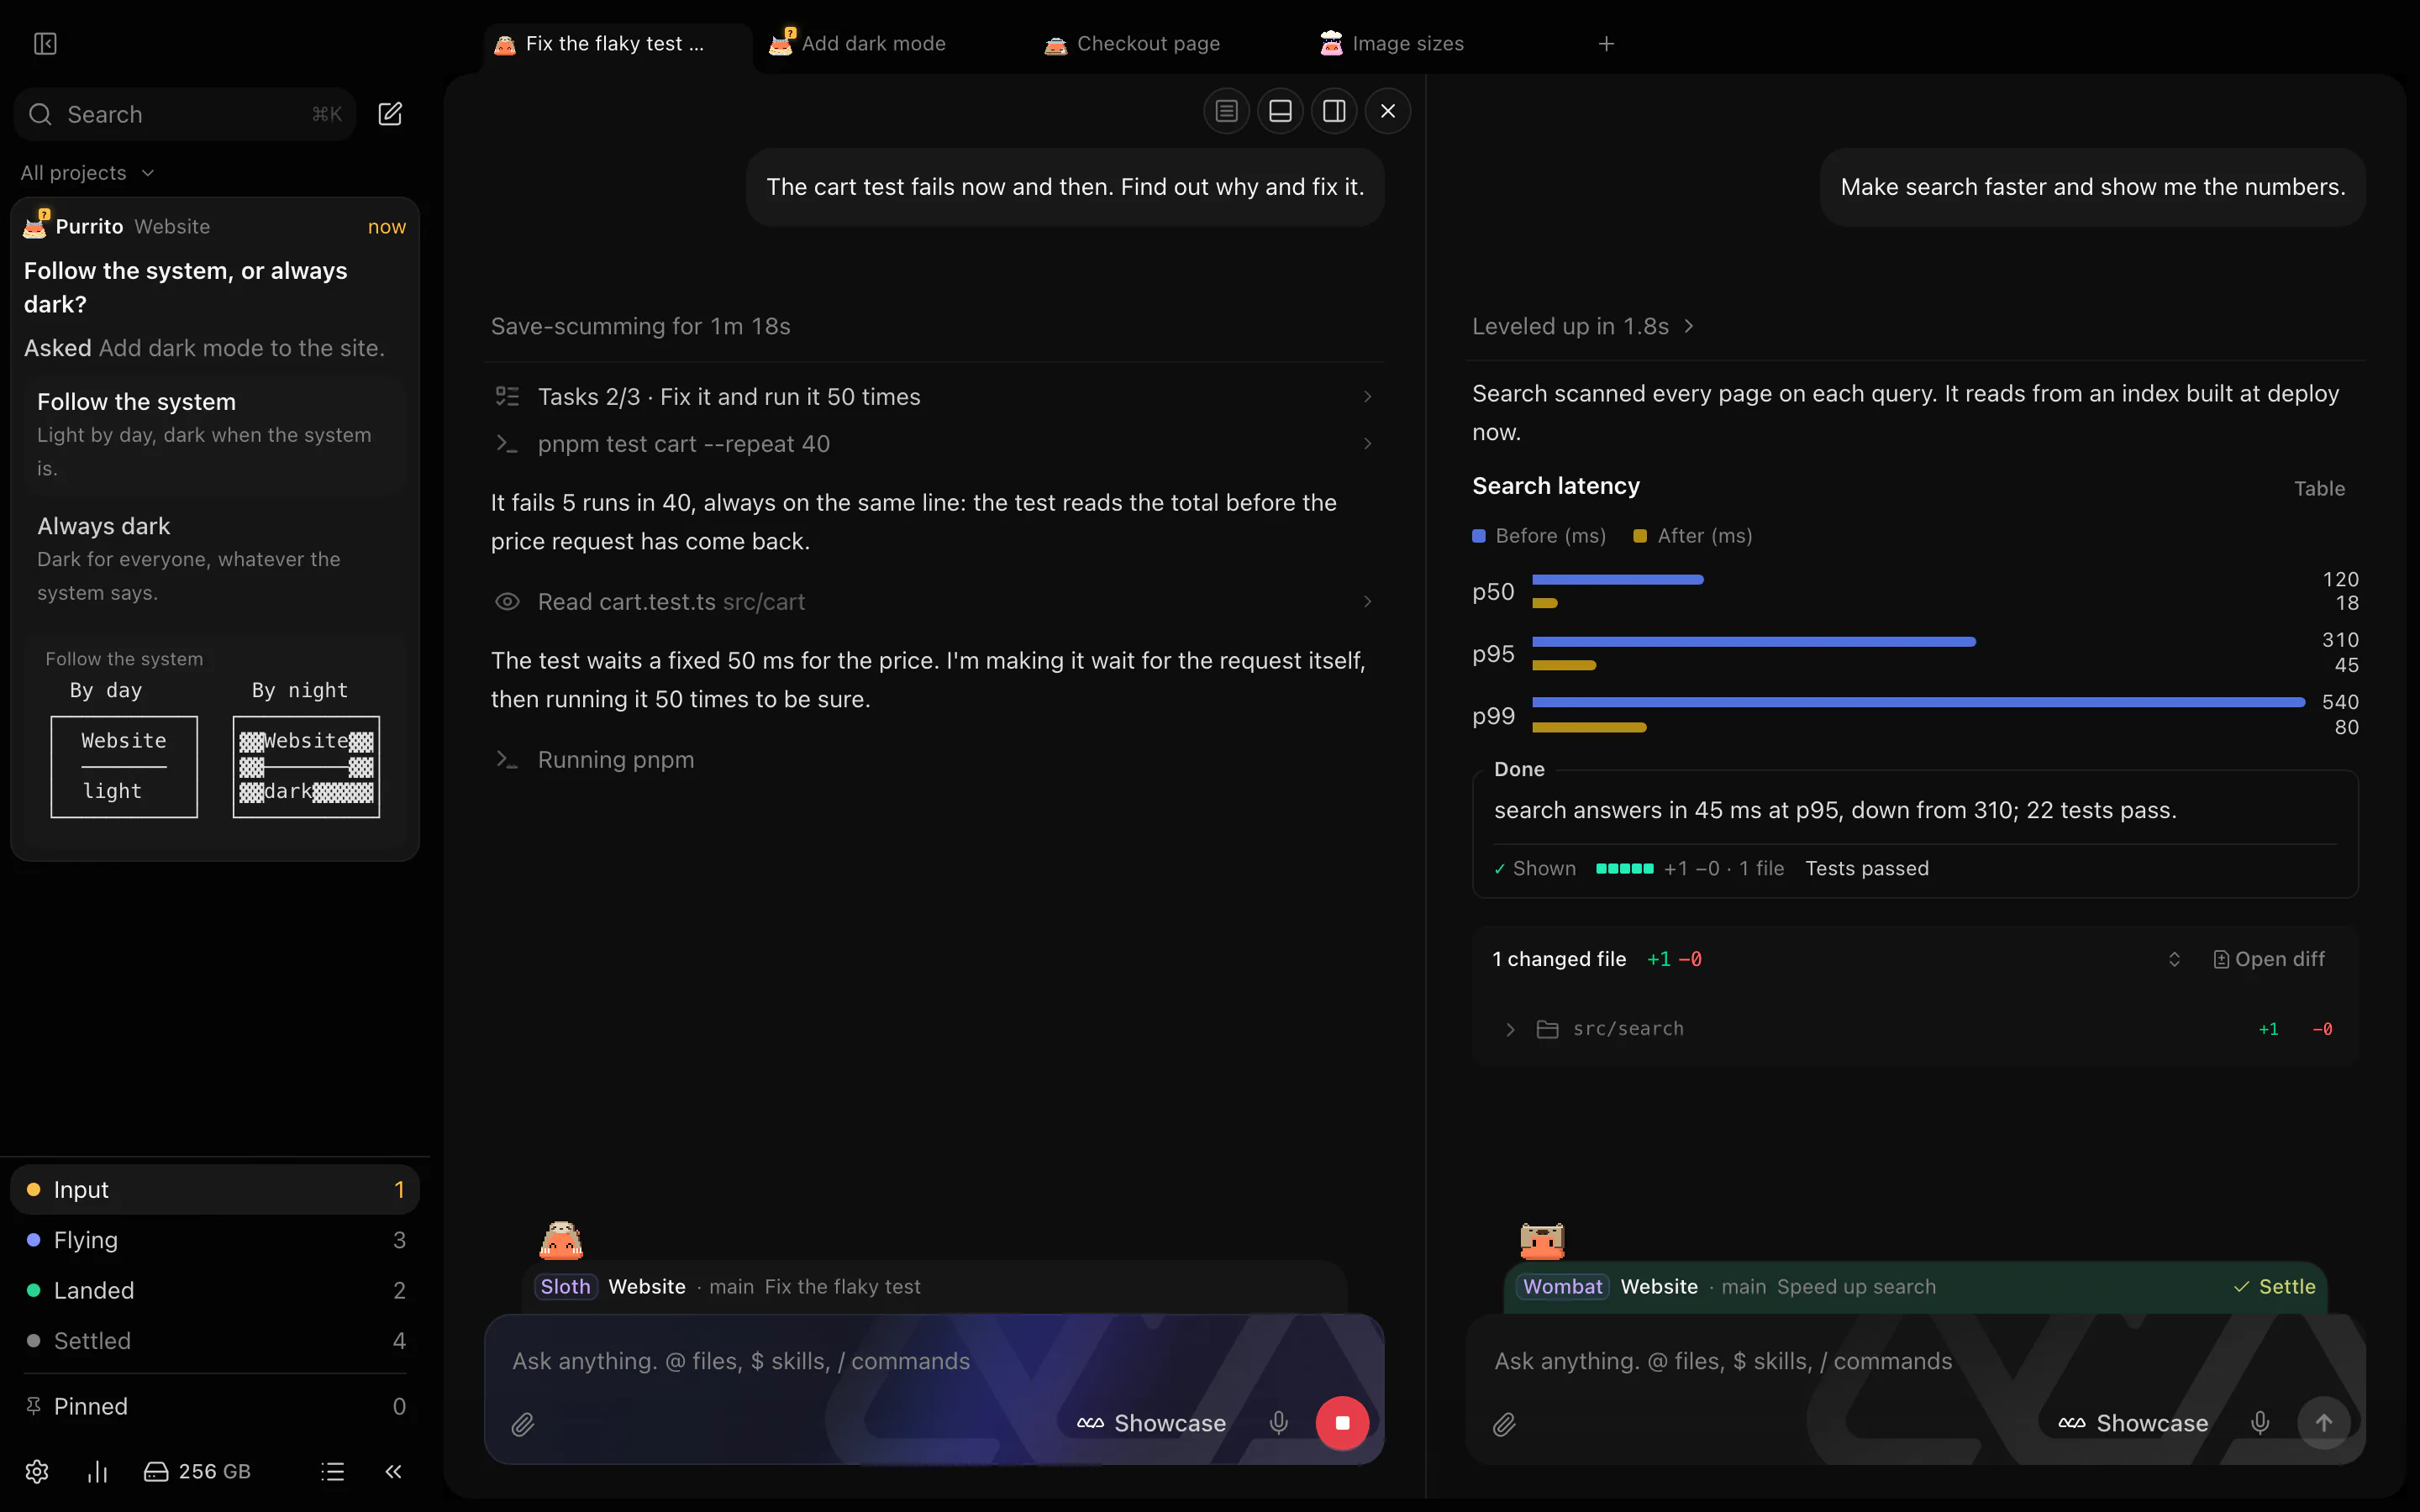 Fix the flaky test ...
Add dark mode
Checkout page
Image sizes
Search
⌘K
All projects
Purrito Website now
Follow the system, or always
dark?
Asked Add dark mode to the site.
Follow the system
Light by day, dark when the system
is.
Always dark
Dark for everyone, whatever the
system says.
Follow the system
By day By night
Website Website
light dark
Input 1
Flying 3
Landed 2
Settled 4
Pinned 0
256 GB
The cart test fails now and then. Find out why and fix it.
Save-scumming for 1m 18s
Tasks 2/3 · Fix it and run it 50 times
pnpm test cart --repeat 40
It fails 5 runs in 40, always on the same line: the test reads the total before the
price request has come back.
Read cart.test.ts src/cart
The test waits a fixed 50 ms for the price. I'm making it wait for the request itself,
then running it 50 times to be sure.
Running pnpm
Sloth Website · main Fix the flaky test
Ask anything. @ files, $ skills, / commands
Showcase
Make search faster and show me the numbers.
Leveled up in 1.8s
Search scanned every page on each query. It reads from an index built at deploy
now.
Search latency
Table
Before (ms) After (ms)
p50 120
18
p95 310
45
p99 540
80
Done
search answers in 45 ms at p95, down from 310; 22 tests pass.
✓ Shown +1 −0 · 1 file Tests passed
1 changed file +1 −0 Open diff
src/search +1 −0
Wombat Website · main Speed up search ✓ Settle
Ask anything. @ files, $ skills, / commands
Showcase